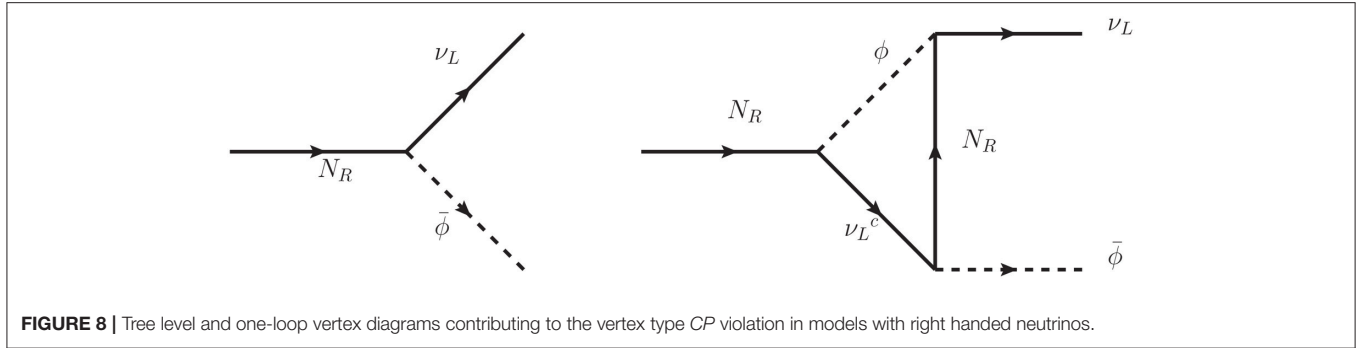 ν_L
N_R
φ̄
N_R
φ
ν_L^c
N_R
ν_L
φ̄
FIGURE 8 | Tree level and one-loop vertex diagrams contributing to the vertex type CP violation in models with right handed neutrinos.